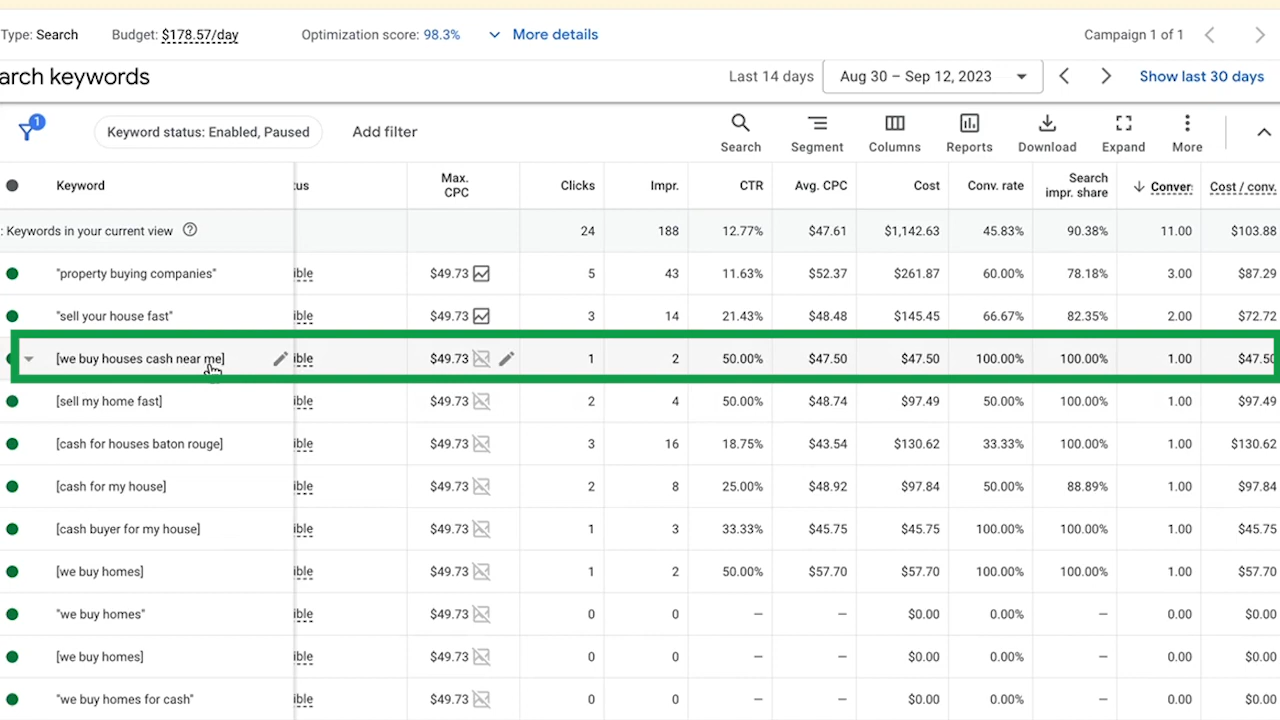 Type: Search Budget: $178.57/day Optimization score: 98.3% More details Campaign 1 of 1
arch keywords Last 14 days Aug 30 – Sep 12, 2023 Show last 30 days
1 Keyword status: Enabled, Paused Add filter Search Segment Columns Reports Download Expand More
Keyword tus Max. CPC Clicks Impr. CTR Avg. CPC Cost Conv. rate Search impr. share Conver Cost / conv.
: Keywords in your current view 24 188 12.77% $47.61 $1,142.63 45.83% 90.38% 11.00 $103.88
"property buying companies" ible $49.73 5 43 11.63% $52.37 $261.87 60.00% 78.18% 3.00 $87.29
"sell your house fast" ible $49.73 3 14 21.43% $48.48 $145.45 66.67% 82.35% 2.00 $72.72
[we buy houses cash near me] ible $49.73 1 2 50.00% $47.50 $47.50 100.00% 100.00% 1.00 $47.50
[sell my home fast] ible $49.73 2 4 50.00% $48.74 $97.49 50.00% 100.00% 1.00 $97.49
[cash for houses baton rouge] ible $49.73 3 16 18.75% $43.54 $130.62 33.33% 100.00% 1.00 $130.62
[cash for my house] ible $49.73 2 8 25.00% $48.92 $97.84 50.00% 88.89% 1.00 $97.84
[cash buyer for my house] ible $49.73 1 3 33.33% $45.75 $45.75 100.00% 100.00% 1.00 $45.75
[we buy homes] ible $49.73 1 2 50.00% $57.70 $57.70 100.00% 100.00% 1.00 $57.70
"we buy homes" ible $49.73 0 0 – – $0.00 0.00% – 0.00 $0.00
[we buy homes] ible $49.73 0 0 – – $0.00 0.00% – 0.00 $0.00
"we buy homes for cash" ible $49.73 0 0 – – $0.00 0.00% – 0.00 $0.00